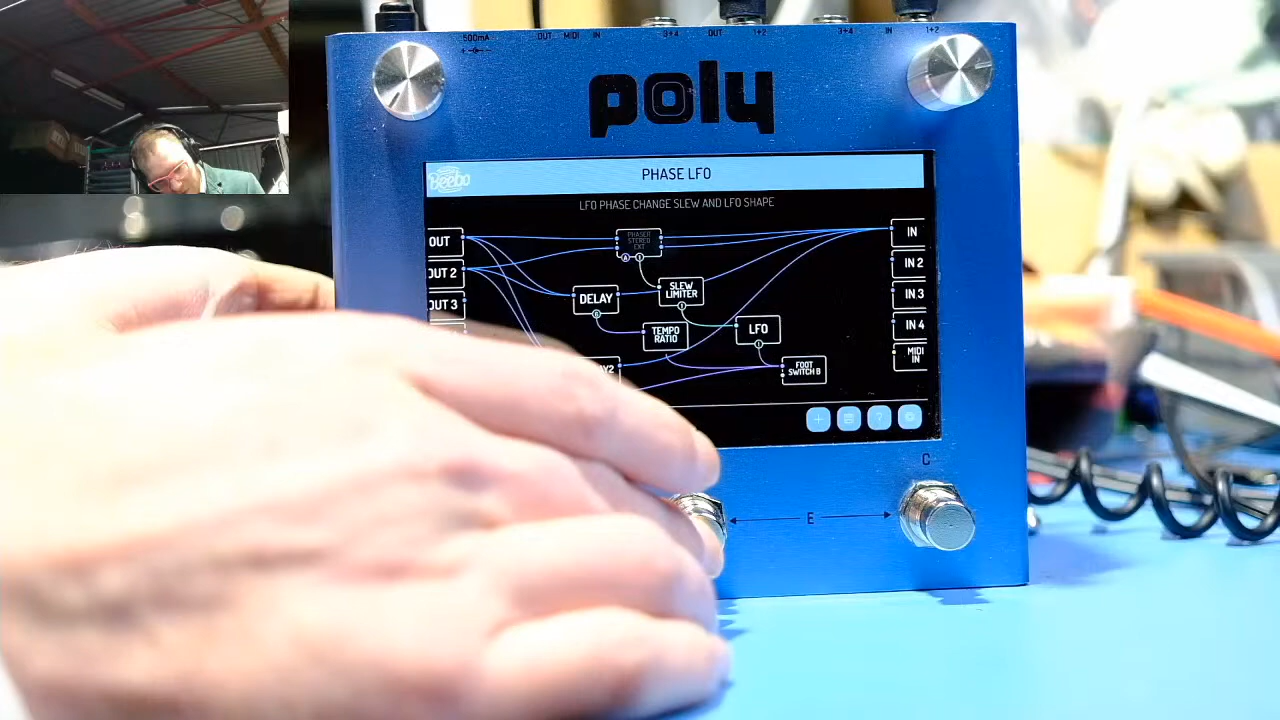 500mA
OUT MIDI IN
3+4 OUT 1+2
3+4 IN 1+2
poly
Beebo
PHASE LFO
LFO PHASE CHANGE SLEW AND LFO SHAPE
OUT
OUT 2
OUT 3
PHASER
STEREO
EXT
DELAY
SLEW
LIMITER
TEMPO
RATIO
LFO
FOOT
SWITCH B
IN
IN 2
IN 3
IN 4
MIDI
IN
+
?
C
E